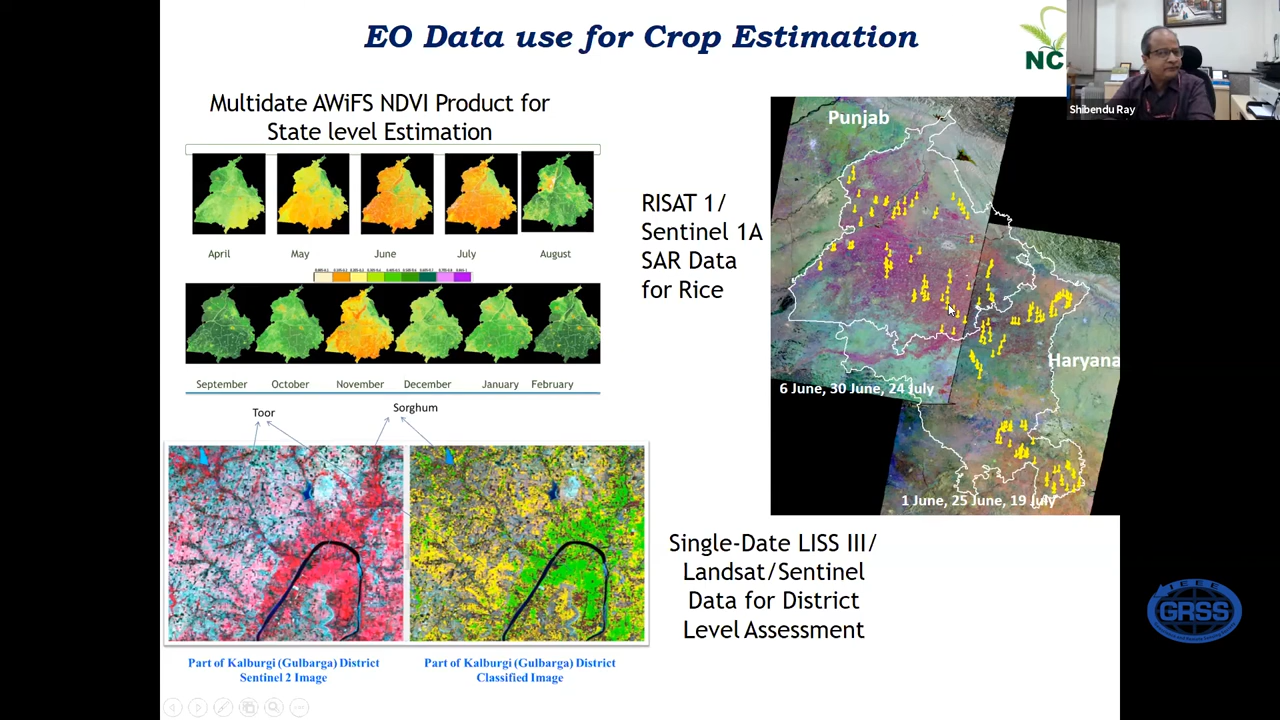 EO Data use for Crop Estimation
NC
Shibendu Ray
Multidate AWiFS NDVI Product for
State level Estimation
April
May
June
July
August
September
October
November
December
January
February
RISAT 1/
Sentinel 1A
SAR Data
for Rice
Punjab
Haryana
6 June, 30 June, 24 July
1 June, 25 June, 19 July
Toor
Sorghum
Part of Kalburgi (Gulbarga) District
Sentinel 2 Image
Part of Kalburgi (Gulbarga) District
Classified Image
Single-Date LISS III/
Landsat/Sentinel
Data for District
Level Assessment
IEEE
GRSS